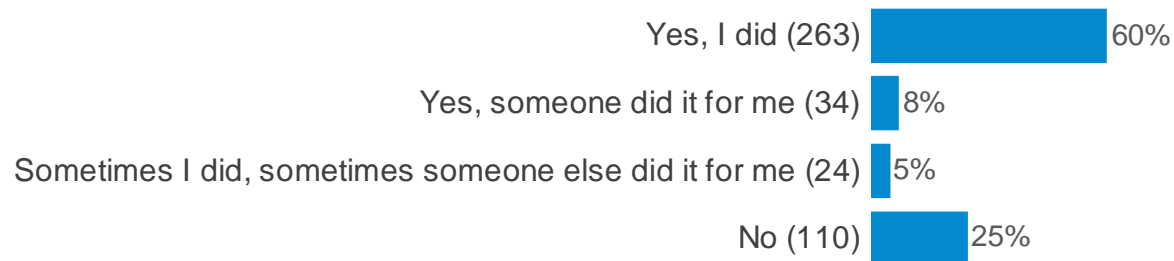 Yes, I did (263) 60%
Yes, someone did it for me (34) 8%
Sometimes I did, sometimes someone else did it for me (24) 5%
No (110) 25%